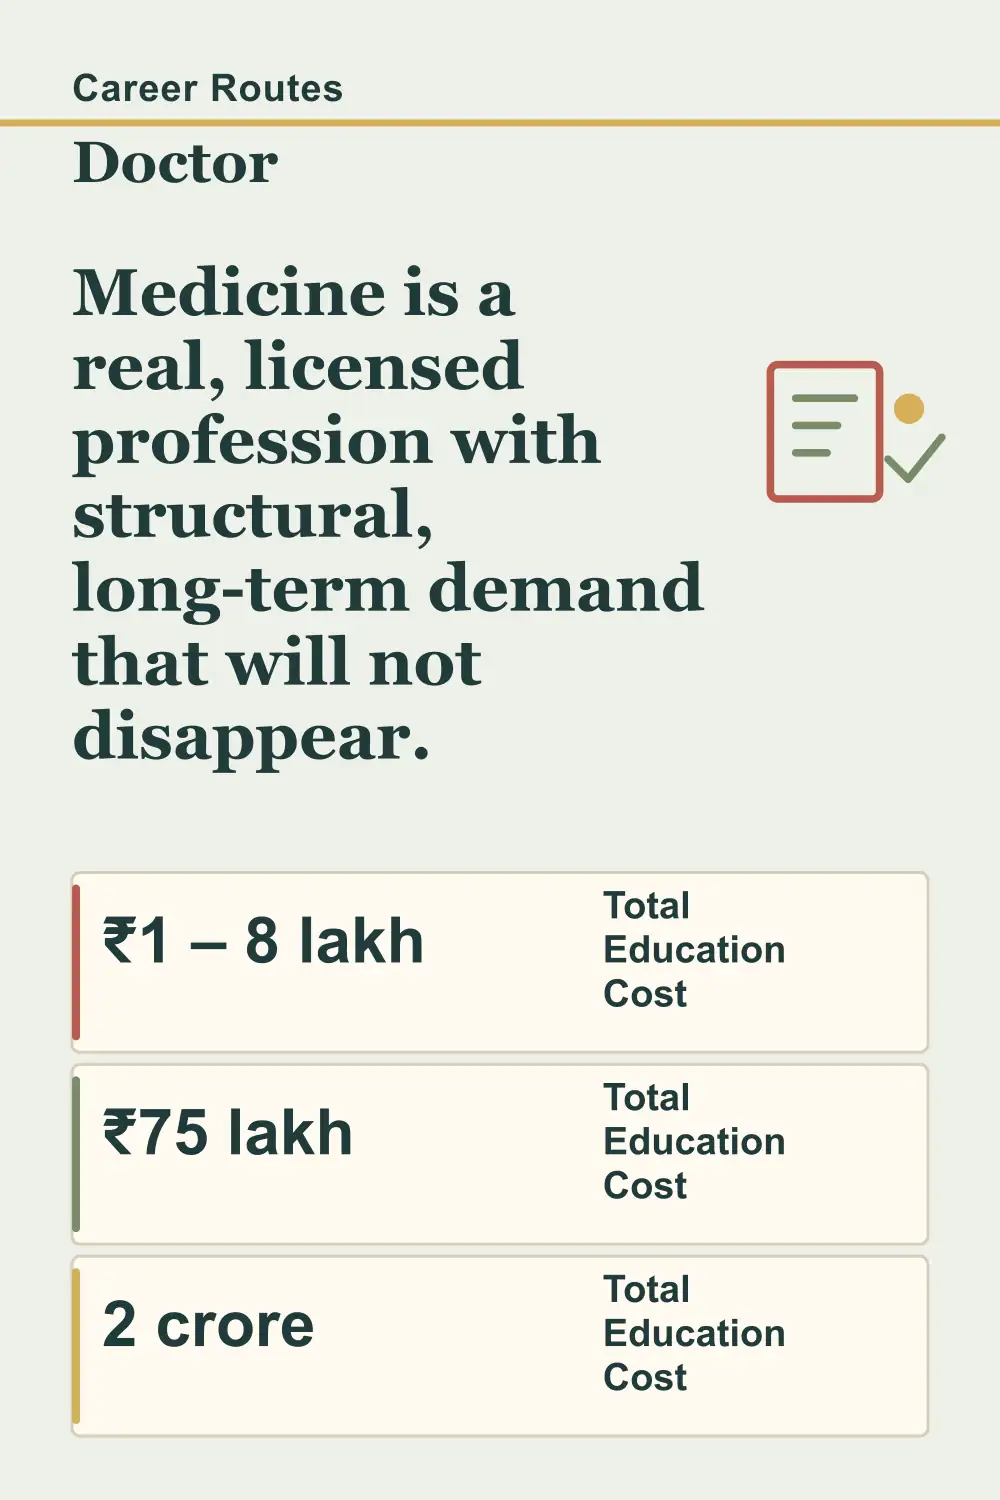 Career Routes
Doctor
Medicine is a
real, licensed
profession with
structural,
long-term demand
that will not
disappear.
₹1 – 8 lakh
Total
Education
Cost
₹75 lakh
Total
Education
Cost
2 crore
Total
Education
Cost